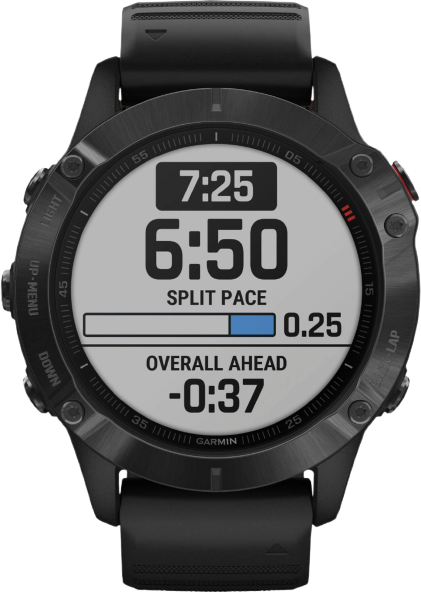 55
05
7:25
LIGHT
6:50
UP·MENU
45
15
SPLIT PACE
0.25
LAP
DOWN
OVERALL AHEAD
-0:37
35
GARMIN
25